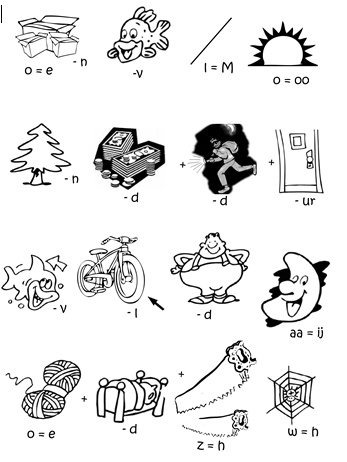 - n
o = e
-v
l = M
o = oo
- n
- d
+
- d
+
- ur
- v
- l
- d
aa = ij
o = e
+
- d
+
z = h
w = h